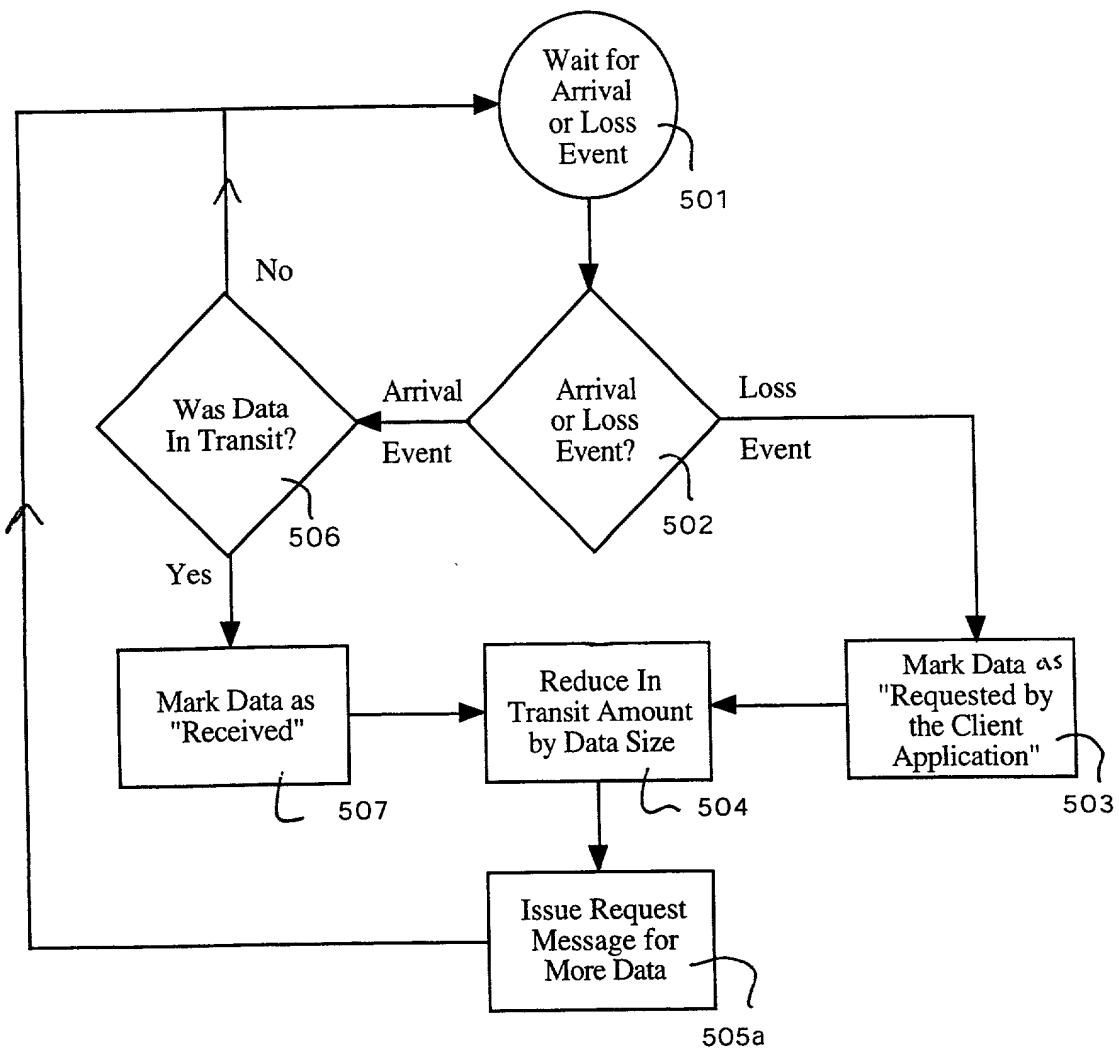 Wait for
Arrival
or Loss
Event
501
No
Was Data
In Transit?
506
Arrival
Event
Arrival
or Loss
Event?
502
Loss
Event
Yes
Mark Data as
"Received"
507
Reduce In
Transit Amount
by Data Size
504
Mark Data as
"Requested by
the Client
Application"
503
Issue Request
Message for
More Data
505a